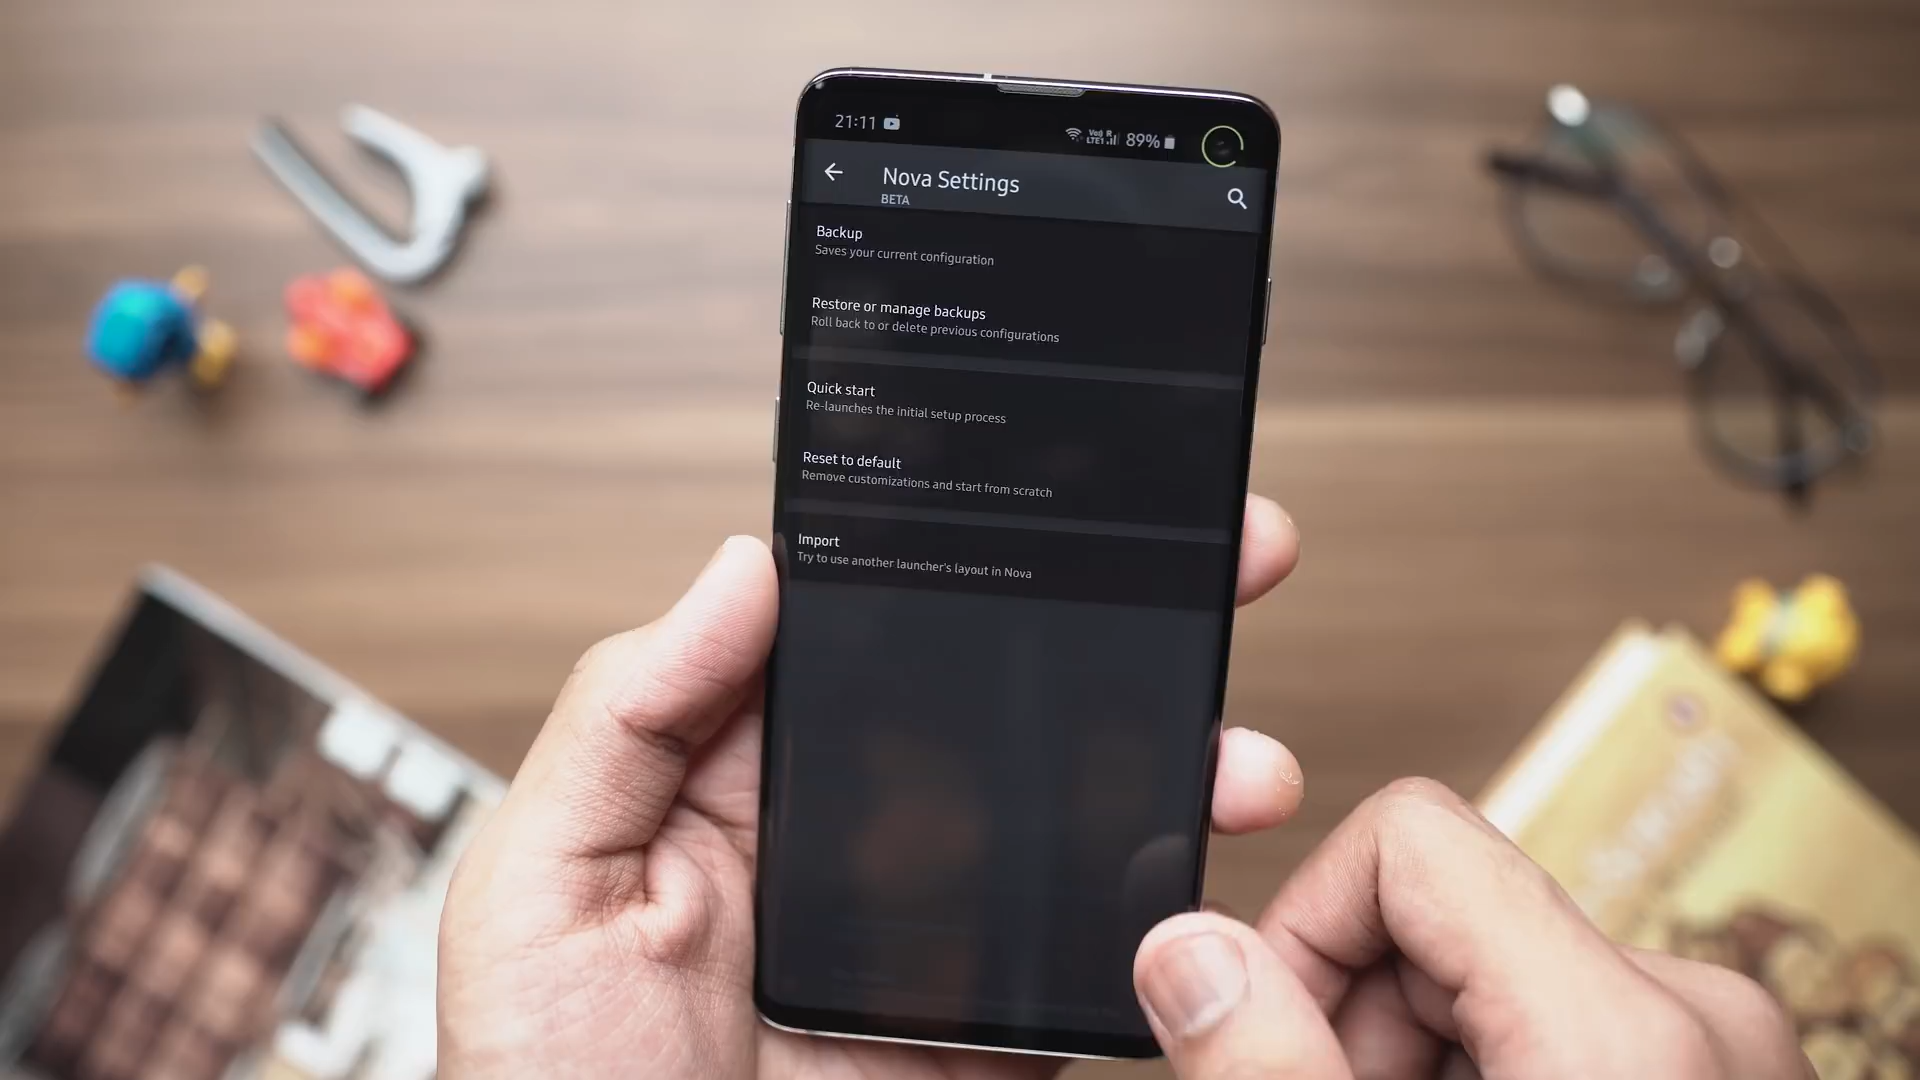 21:11
Vo)) R
LTE1
89%
Nova Settings
BETA
Backup
Saves your current configuration
Restore or manage backups
Roll back to or delete previous configurations
Quick start
Re-launches the initial setup process
Reset to default
Remove customizations and start from scratch
Import
Try to use another launcher's layout in Nova